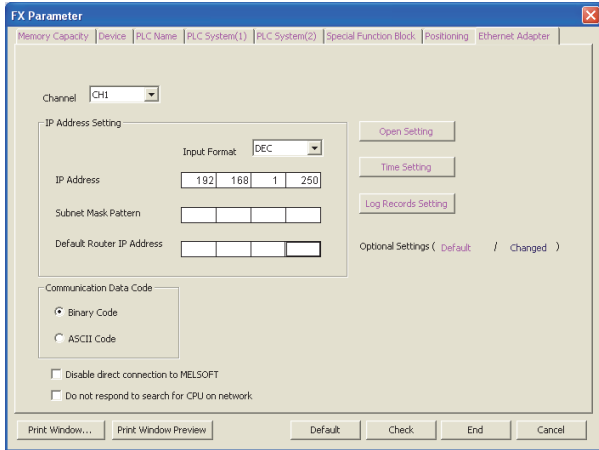 FX Parameter
Memory Capacity Device PLC Name PLC System(1) PLC System(2) Special Function Block Positioning Ethernet Adapter
Channel CH1
IP Address Setting
Input Format DEC
Open Setting
IP Address 192 168 1 250
Time Setting
Subnet Mask Pattern
Log Records Setting
Default Router IP Address
Optional Settings ( Default / Changed )
Communication Data Code
Binary Code
ASCII Code
Disable direct connection to MELSOFT
Do not respond to search for CPU on network
Print Window... Print Window Preview Default Check End Cancel